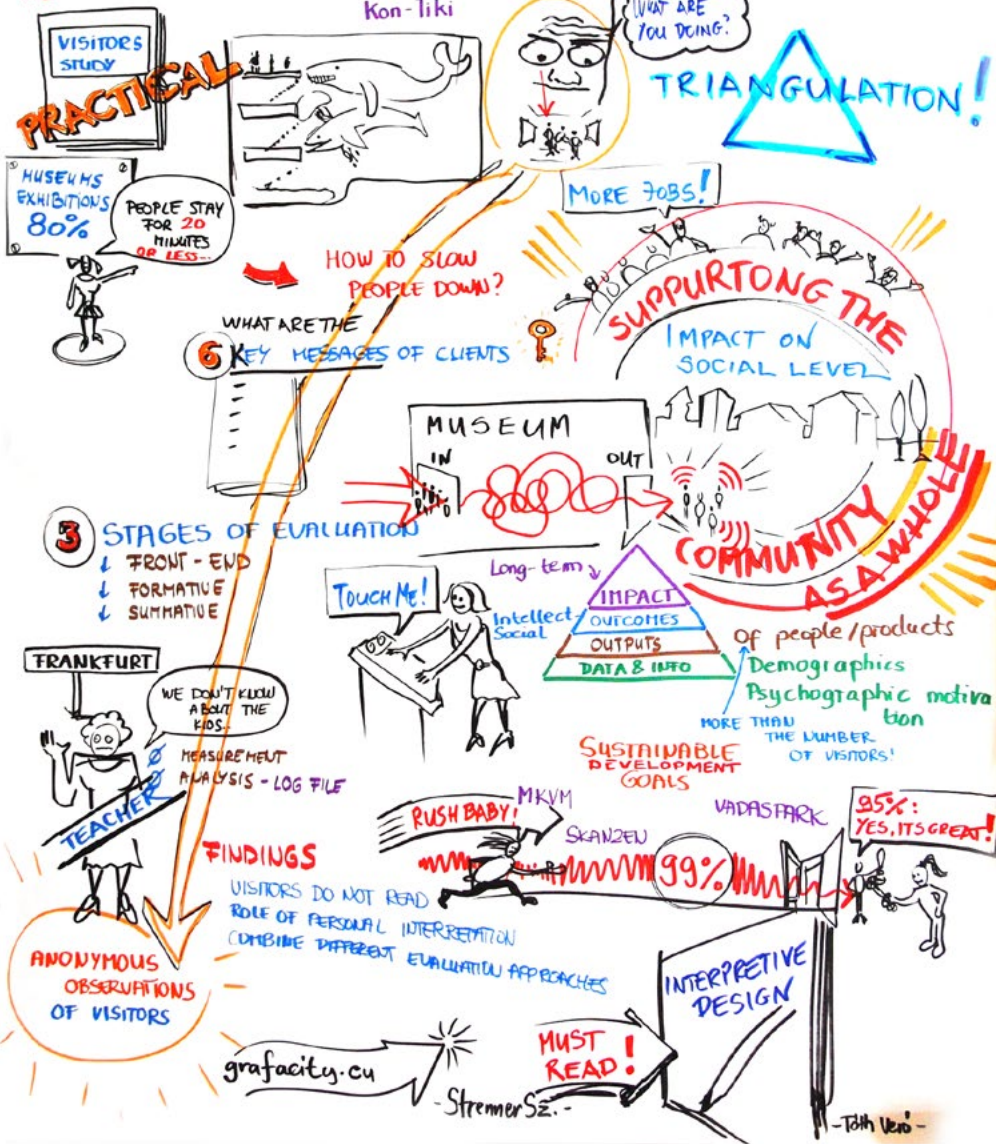 Kon-Tiki
WHAT ARE
YOU DOING?
VISITORS
STUDY
PRACTICAL
TRIANGULATION!
MUSEUMS
EXHIBITIONS
80%
PEOPLE STAY
FOR 20
MINUTES
OR LESS...
MORE JOBS!
HOW TO SLOW
PEOPLE DOWN?
SUPPURTONG THE
IMPACT ON
SOCIAL LEVEL
COMMUNITY
AS A WHOLE
WHAT ARE THE
6 KEY MESSAGES OF CLIENTS
MUSEUM
IN
OUT
3 STAGES OF EVALUATION
↓ FRONT-END
↓ FORMATIVE
↓ SUMMATIVE
Long-term
IMPACT
Intellect-
Social
OUTCOMES
OUTPUTS
DATA & INFO
TOUCH ME!
Of people/products
Demographics
Psychographic motiva
tion
MORE THAN
THE NUMBER
OF VISITORS!
FRANKFURT
WE DON'T KNOW
ABOUT THE
KIDS..
Ø MEASUREMENT
Ø ANALYSIS - LOG FILE
TEACHER
SUSTAINABLE
DEVELOPMENT
GOALS
RUSH BABY!
MKVM
SKANZEN
99%
VADASPARK
95%:
YES, ITS GREAT!
FINDINGS
VISITORS DO NOT READ
ROLE OF PERSONAL INTERRETATION
COMBINE DIFFERENT EVALUATION APPROACHES
ANONYMOUS
OBSERVATIONS
OF VISITORS
INTERPRETIVE
DESIGN
MUST
READ!
grafacity.eu
-Strenner Sz.-
-Tóth Verő-